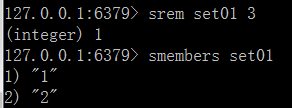 127.0.0.1:6379> srem set01 3
(integer) 1
127.0.0.1:6379> smembers set01
1) "1"
2) "2"